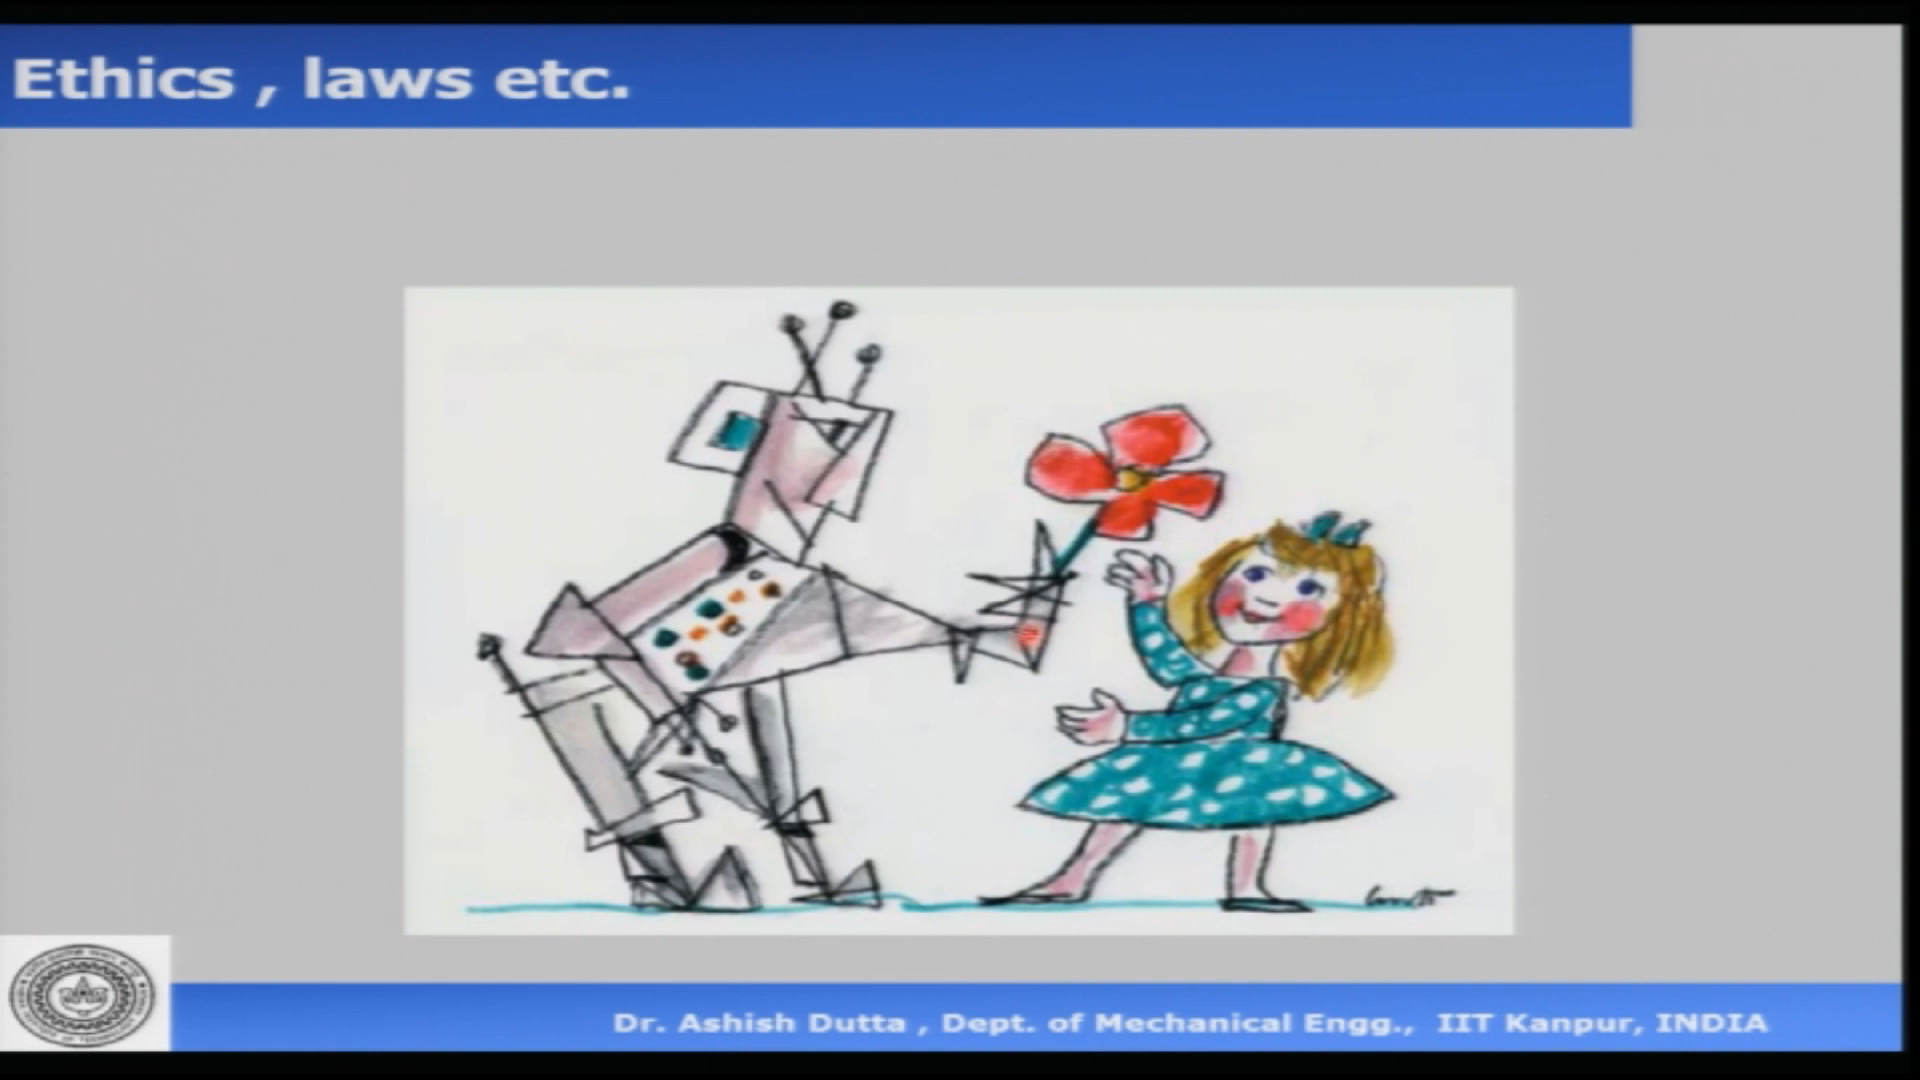 Ethics , laws etc.
Dr. Ashish Dutta , Dept. of Mechanical Engg., IIT Kanpur, INDIA